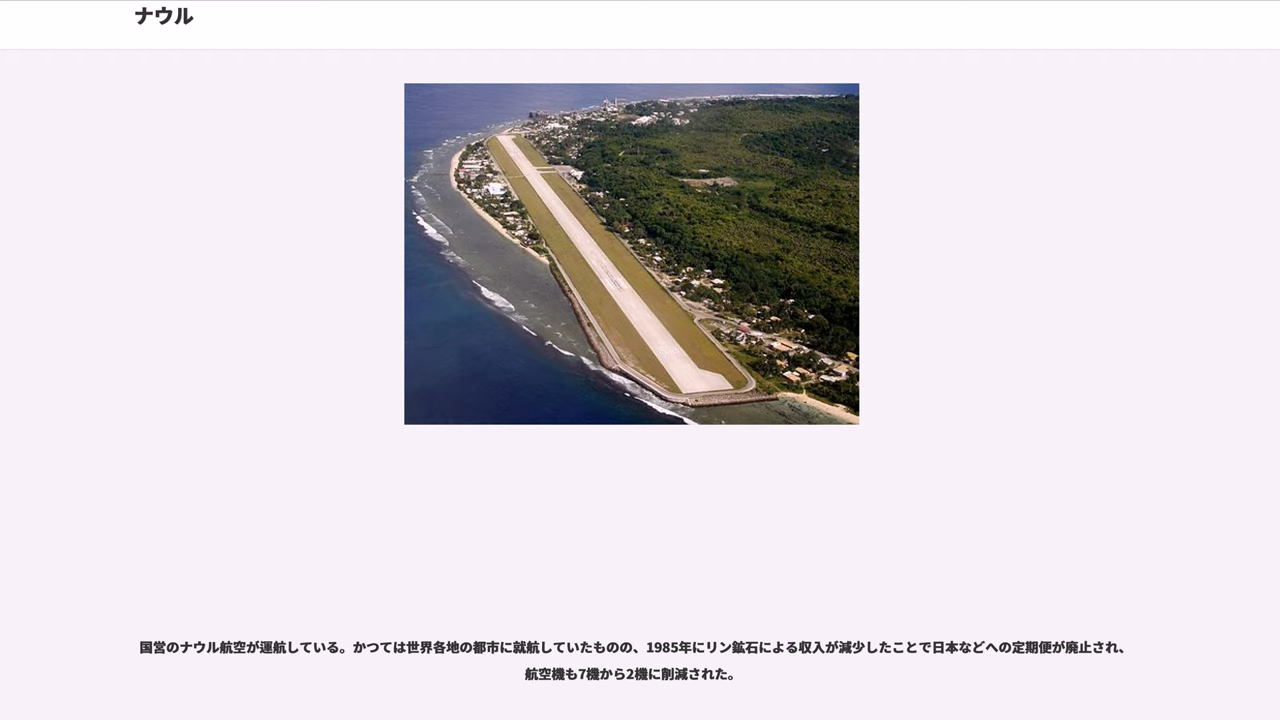 ナウル
国営のナウル航空が運航している。かつては世界各地の都市に就航していたものの、1985年にリン鉱石による収入が減少したことで日本などへの定期便が廃止され、
航空機も7機から2機に削減された。